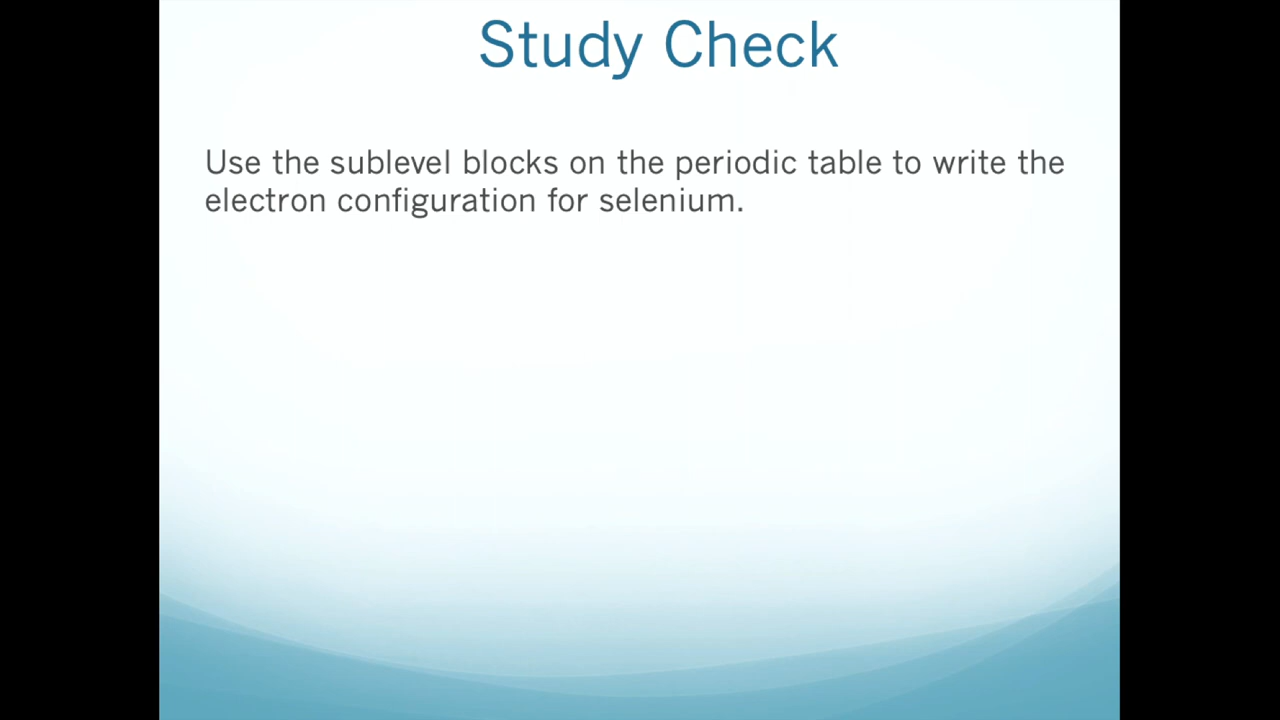 Study Check
Use the sublevel blocks on the periodic table to write the
electron configuration for selenium.